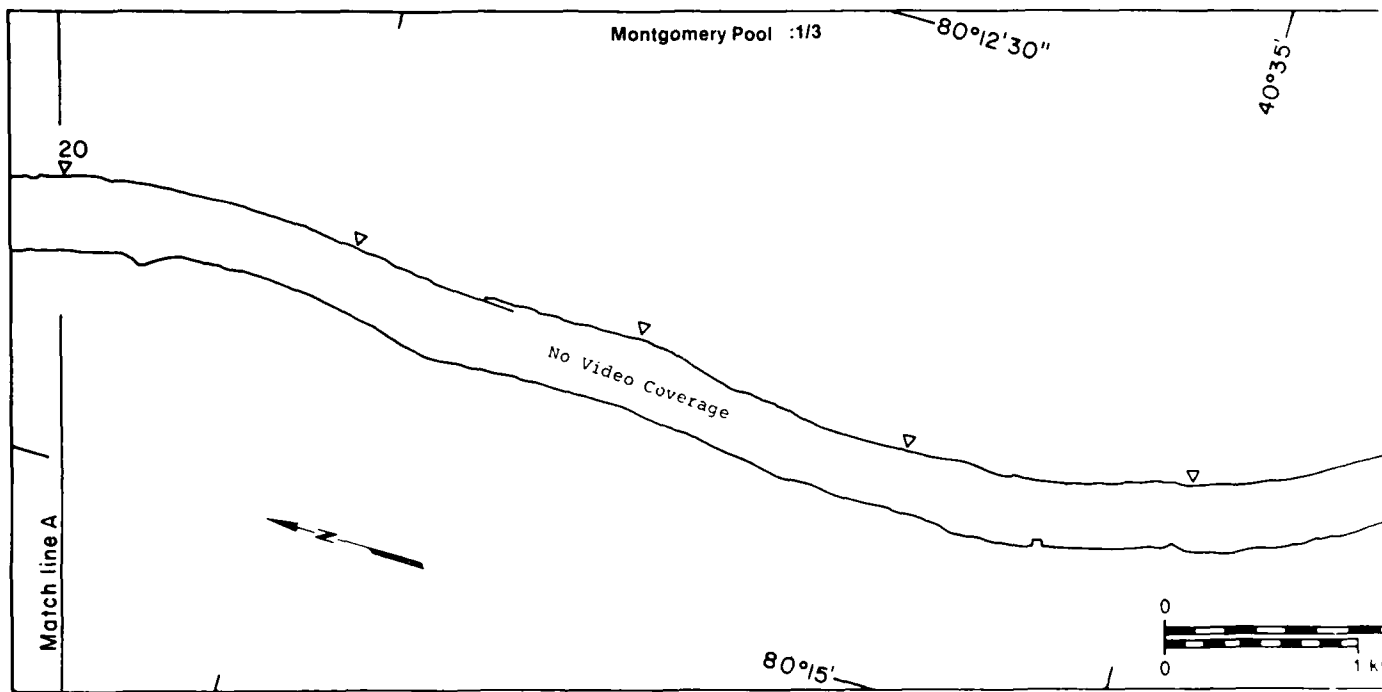 Montgomery Pool :1/3
80°12'30"
40°35'
20
No Video Coverage
N
Match line A
80°15'
0
0
1 k